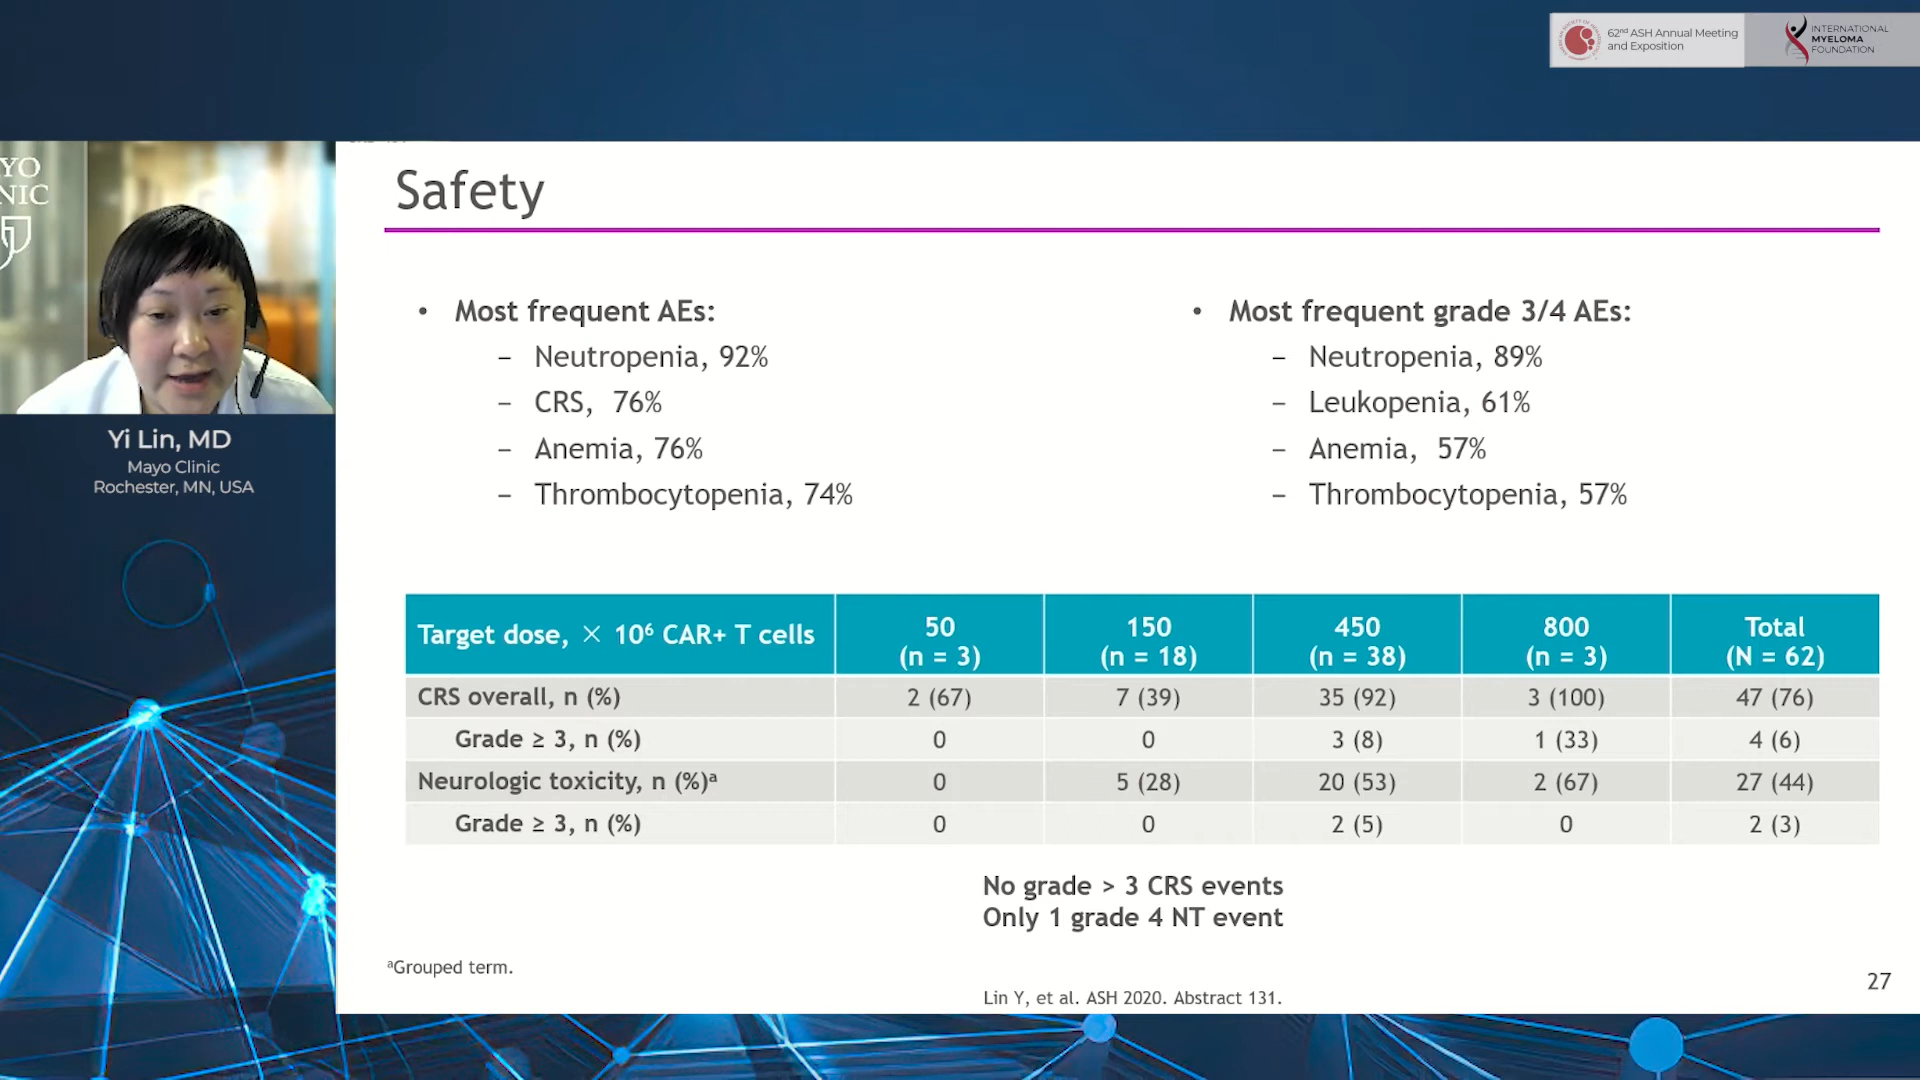 62nd ASH Annual Meeting
and Exposition
INTERNATIONAL
MYELOMA
FOUNDATION
YO
NIC
Yi Lin, MD
Mayo Clinic
Rochester, MN, USA
Safety
• Most frequent AEs:
– Neutropenia, 92%
– CRS, 76%
– Anemia, 76%
– Thrombocytopenia, 74%
• Most frequent grade 3/4 AEs:
– Neutropenia, 89%
– Leukopenia, 61%
– Anemia, 57%
– Thrombocytopenia, 57%
Target dose, × 10⁶ CAR+ T cells 50 (n = 3) 150 (n = 18) 450 (n = 38) 800 (n = 3) Total (N = 62)
CRS overall, n (%) 2 (67) 7 (39) 35 (92) 3 (100) 47 (76)
Grade ≥ 3, n (%) 0 0 3 (8) 1 (33) 4 (6)
Neurologic toxicity, n (%)ᵃ 0 5 (28) 20 (53) 2 (67) 27 (44)
Grade ≥ 3, n (%) 0 0 2 (5) 0 2 (3)
No grade > 3 CRS events
Only 1 grade 4 NT event
ᵃGrouped term.
27
Lin Y, et al. ASH 2020. Abstract 131.